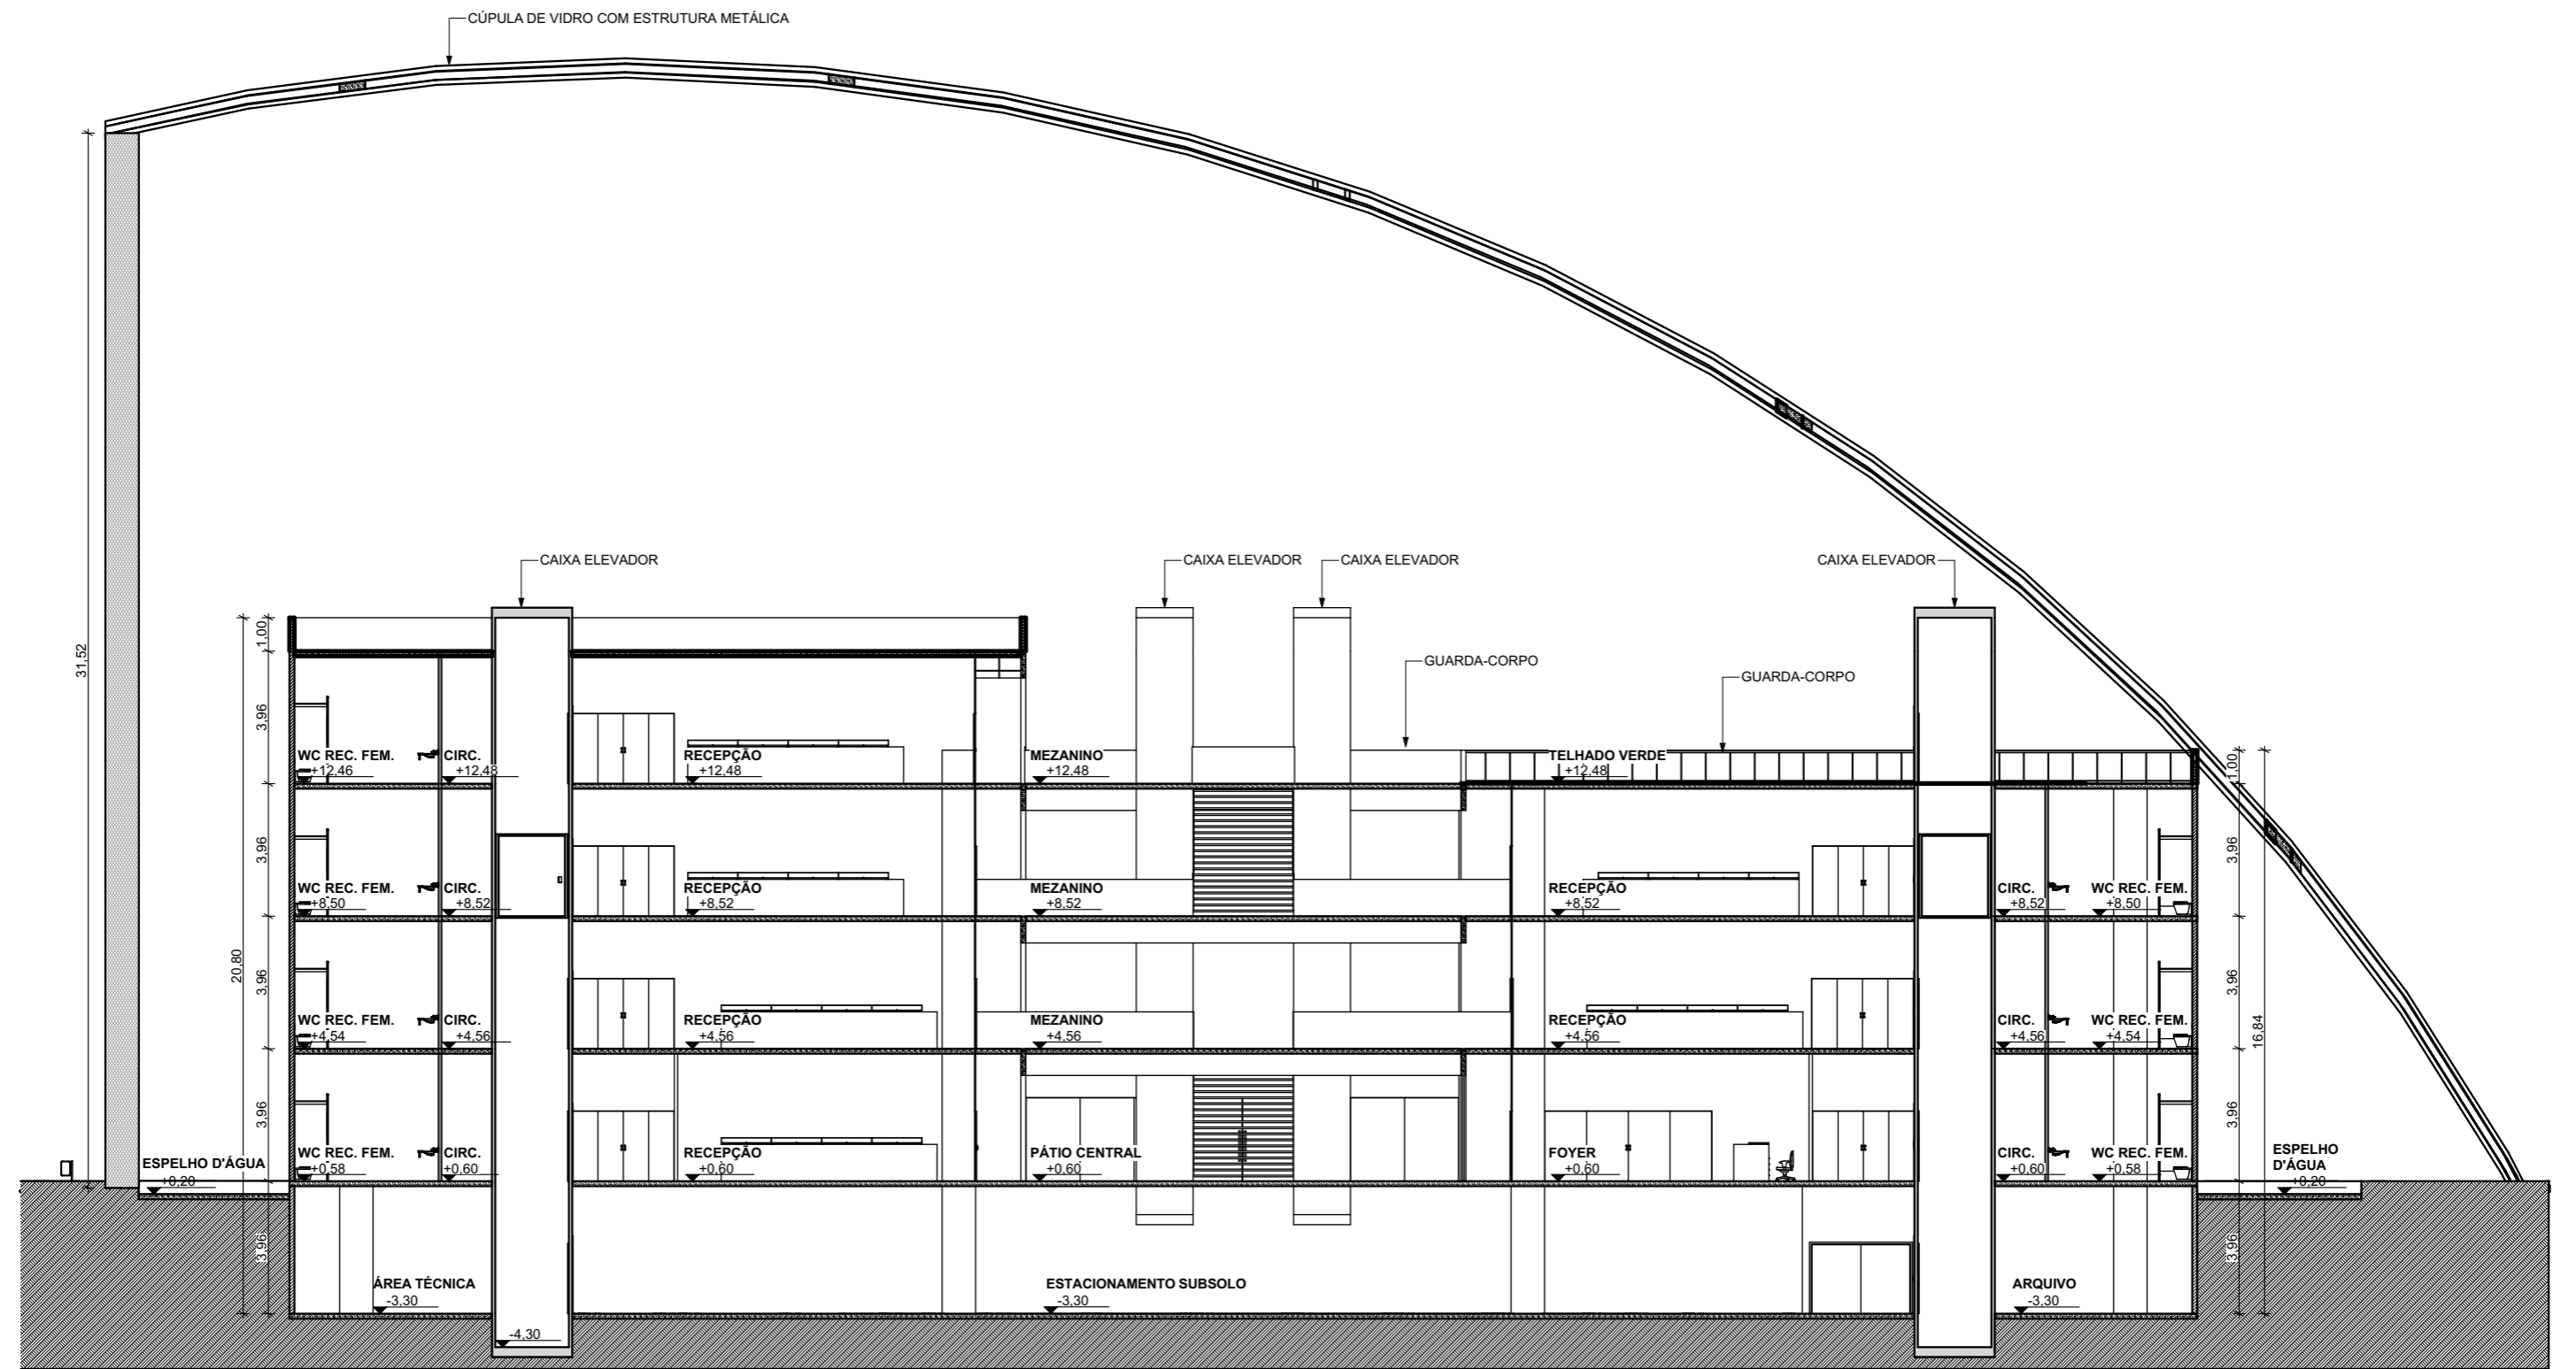 CÚPULA DE VIDRO COM ESTRUTURA METÁLICA
CAIXA ELEVADOR
CAIXA ELEVADOR
CAIXA ELEVADOR
CAIXA ELEVADOR
GUARDA-CORPO
GUARDA-CORPO
31,52
20,80
1,00
3,96
3,96
3,96
3,96
3,96
WC REC. FEM.
+12,46
CIRC.
+12,48
RECEPÇÃO
+12,48
MEZANINO
+12,48
TELHADO VERDE
+12,48
WC REC. FEM.
+8,50
CIRC.
+8,52
RECEPÇÃO
+8,52
MEZANINO
+8,52
RECEPÇÃO
+8,52
CIRC.
+8,52
WC REC. FEM.
+8,50
WC REC. FEM.
+4,54
CIRC.
+4,56
RECEPÇÃO
+4,56
MEZANINO
+4,56
RECEPÇÃO
+4,56
CIRC.
+4,56
WC REC. FEM.
+4,54
ESPELHO D'ÁGUA
+0,20
WC REC. FEM.
+0,58
CIRC.
+0,60
RECEPÇÃO
+0,60
PÁTIO CENTRAL
+0,60
FOYER
+0,60
CIRC.
+0,60
WC REC. FEM.
+0,58
ESPELHO
D'ÁGUA
+0,20
1,00
3,96
3,96
3,96
3,96
16,84
ÁREA TÉCNICA
-3,30
ESTACIONAMENTO SUBSOLO
-3,30
ARQUIVO
-3,30
-4,30